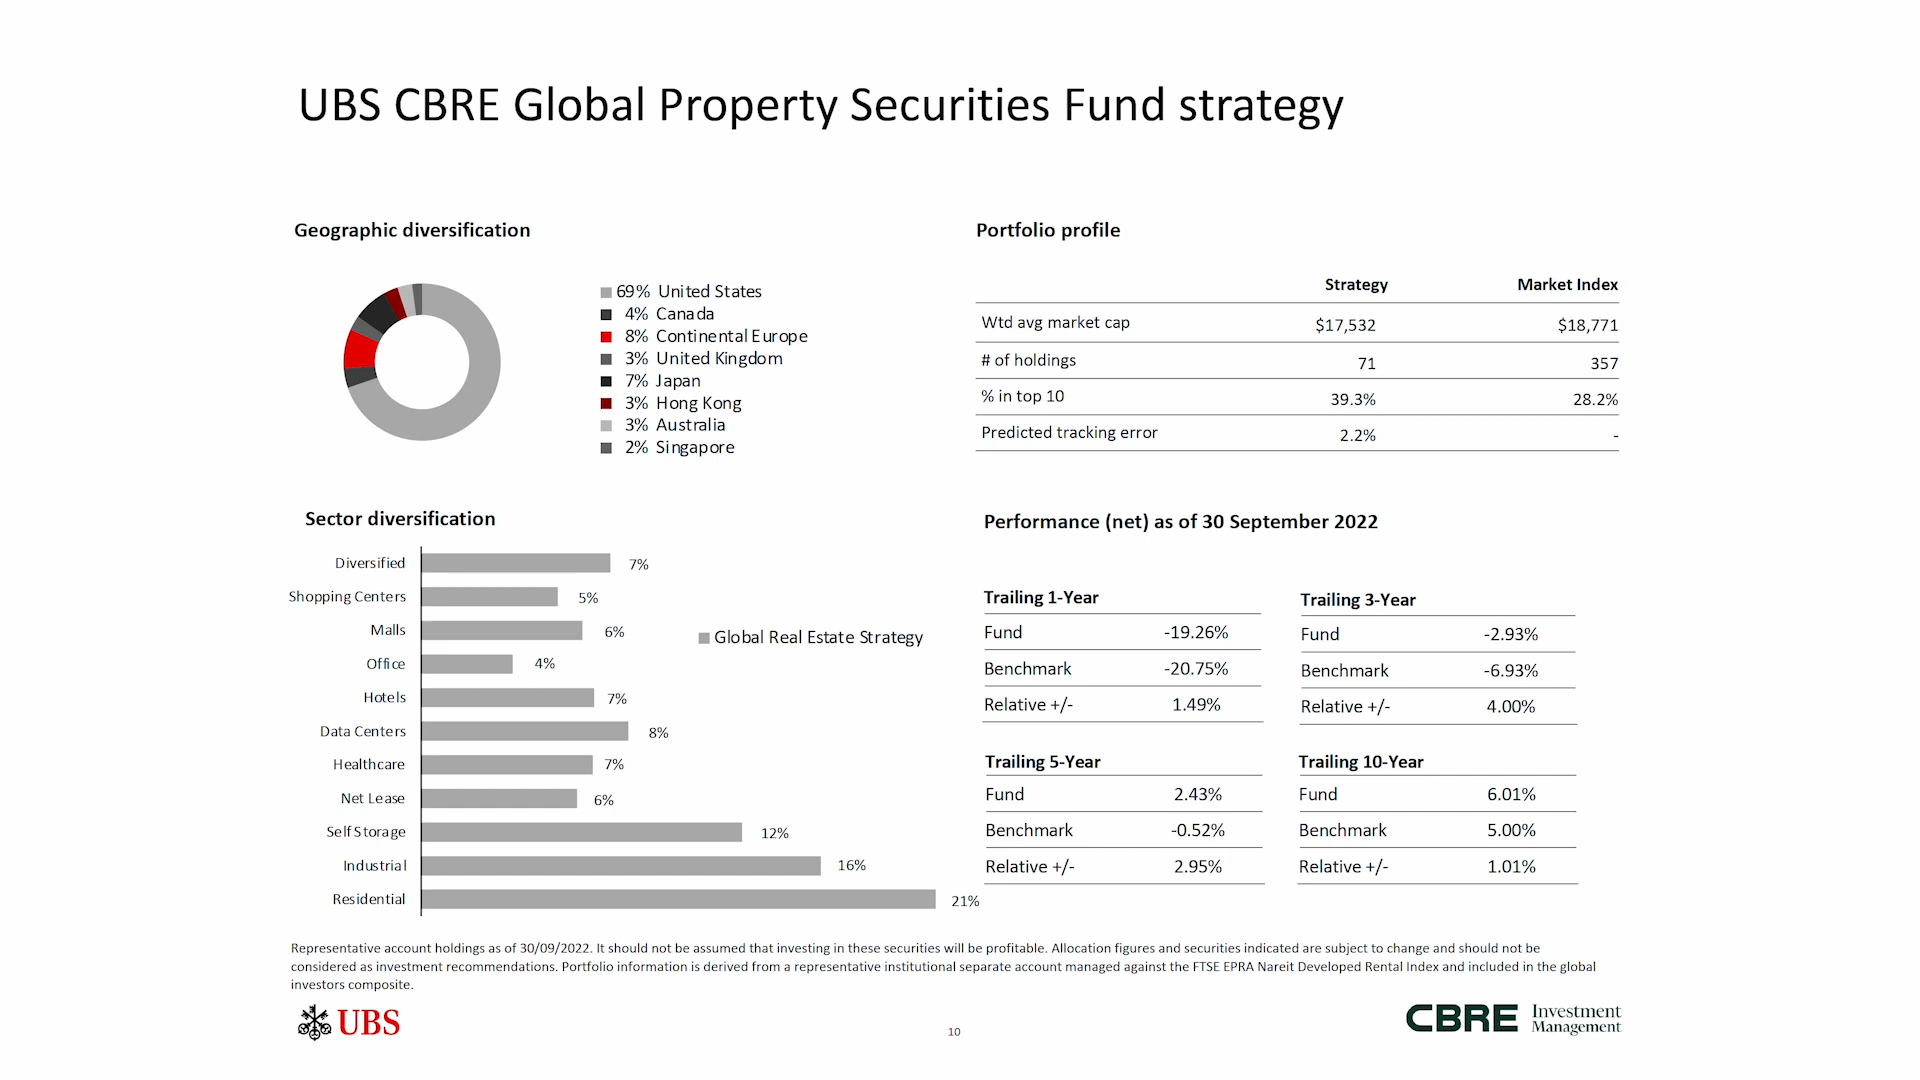 UBS CBRE Global Property Securities Fund strategy
Geographic diversification
69% United States
4% Canada
8% Continental Europe
3% United Kingdom
7% Japan
3% Hong Kong
3% Australia
2% Singapore
Portfolio profile
Strategy Market Index
Wtd avg market cap $17,532 $18,771
# of holdings 71 357
% in top 10 39.3% 28.2%
Predicted tracking error 2.2% -
Sector diversification
Diversified 7%
Shopping Centers 5%
Malls 6%
Office 4%
Hotels 7%
Data Centers 8%
Healthcare 7%
Net Lease 6%
Self Storage 12%
Industrial 16%
Residential 21%
Global Real Estate Strategy
Performance (net) as of 30 September 2022
Trailing 1-Year
Fund -19.26%
Benchmark -20.75%
Relative +/- 1.49%
Trailing 3-Year
Fund -2.93%
Benchmark -6.93%
Relative +/- 4.00%
Trailing 5-Year
Fund 2.43%
Benchmark -0.52%
Relative +/- 2.95%
Trailing 10-Year
Fund 6.01%
Benchmark 5.00%
Relative +/- 1.01%
Representative account holdings as of 30/09/2022. It should not be assumed that investing in these securities will be profitable. Allocation figures and securities indicated are subject to change and should not be
considered as investment recommendations. Portfolio information is derived from a representative institutional separate account managed against the FTSE EPRA Nareit Developed Rental Index and included in the global
investors composite.
UBS
10
CBRE Investment
Management